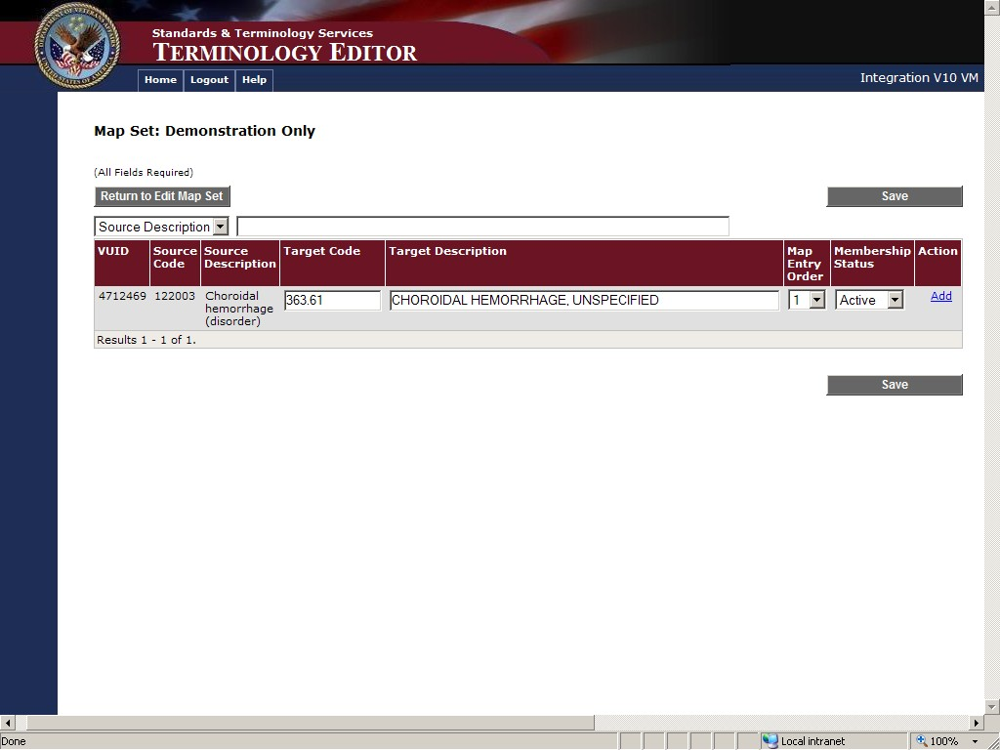 Standards & Terminology Services
TERMINOLOGY EDITOR
Home Logout Help
Integration V10 VM
Map Set: Demonstration Only
(All Fields Required)
Return to Edit Map Set
Save
Source Description
VUID Source Code Source Description Target Code Target Description Map Entry Order Membership Status Action
4712469 122003 Choroidal hemorrhage (disorder) 363.61 CHOROIDAL HEMORRHAGE, UNSPECIFIED 1 Active Add
Results 1 - 1 of 1.
Save
Done
Local intranet
100%